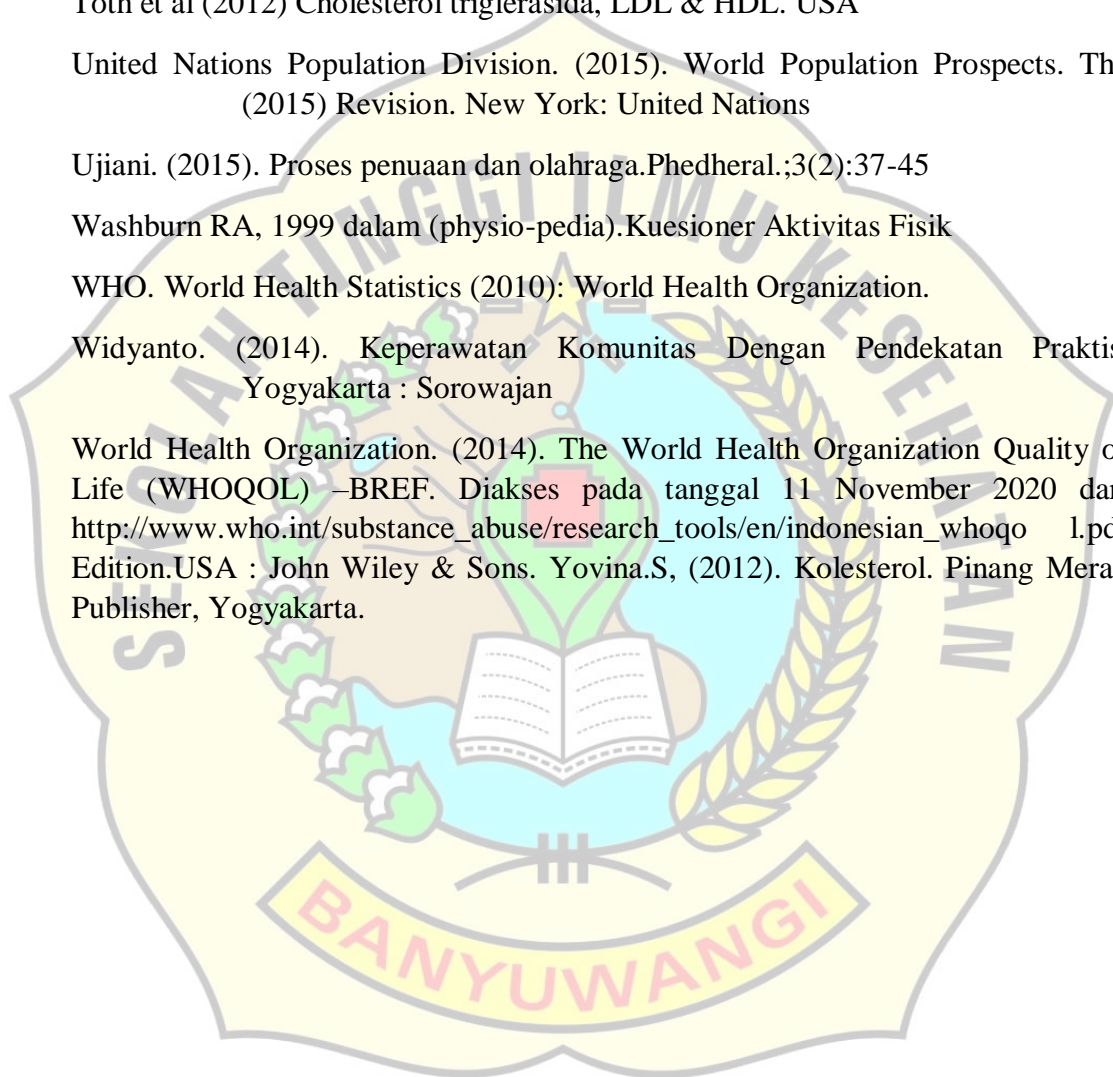 Toth et al (2012) Cholesterol triglerasida, LDL & HDL. USA
United Nations Population Division. (2015). World Population Prospects. Th
(2015) Revision. New York: United Nations
Ujiani. (2015). Proses penuaan dan olahraga.Phedheral.;3(2):37-45
Washburn RA, 1999 dalam (physio-pedia).Kuesioner Aktivitas Fisik
WHO. World Health Statistics (2010): World Health Organization.
Widyanto. (2014). Keperawatan Komunitas Dengan Pendekatan Praktis
Yogyakarta : Sorowajan
World Health Organization. (2014). The World Health Organization Quality o
Life (WHOQOL) –BREF. Diakses pada tanggal 11 November 2020 dar
http://www.who.int/substance_abuse/research_tools/en/indonesian_whoqo l.pd
Edition.USA : John Wiley & Sons. Yovina.S, (2012). Kolesterol. Pinang Mera
Publisher, Yogyakarta.
SEKOLAH TINGGI ILMU KESEHATAN
BANYUWANGI